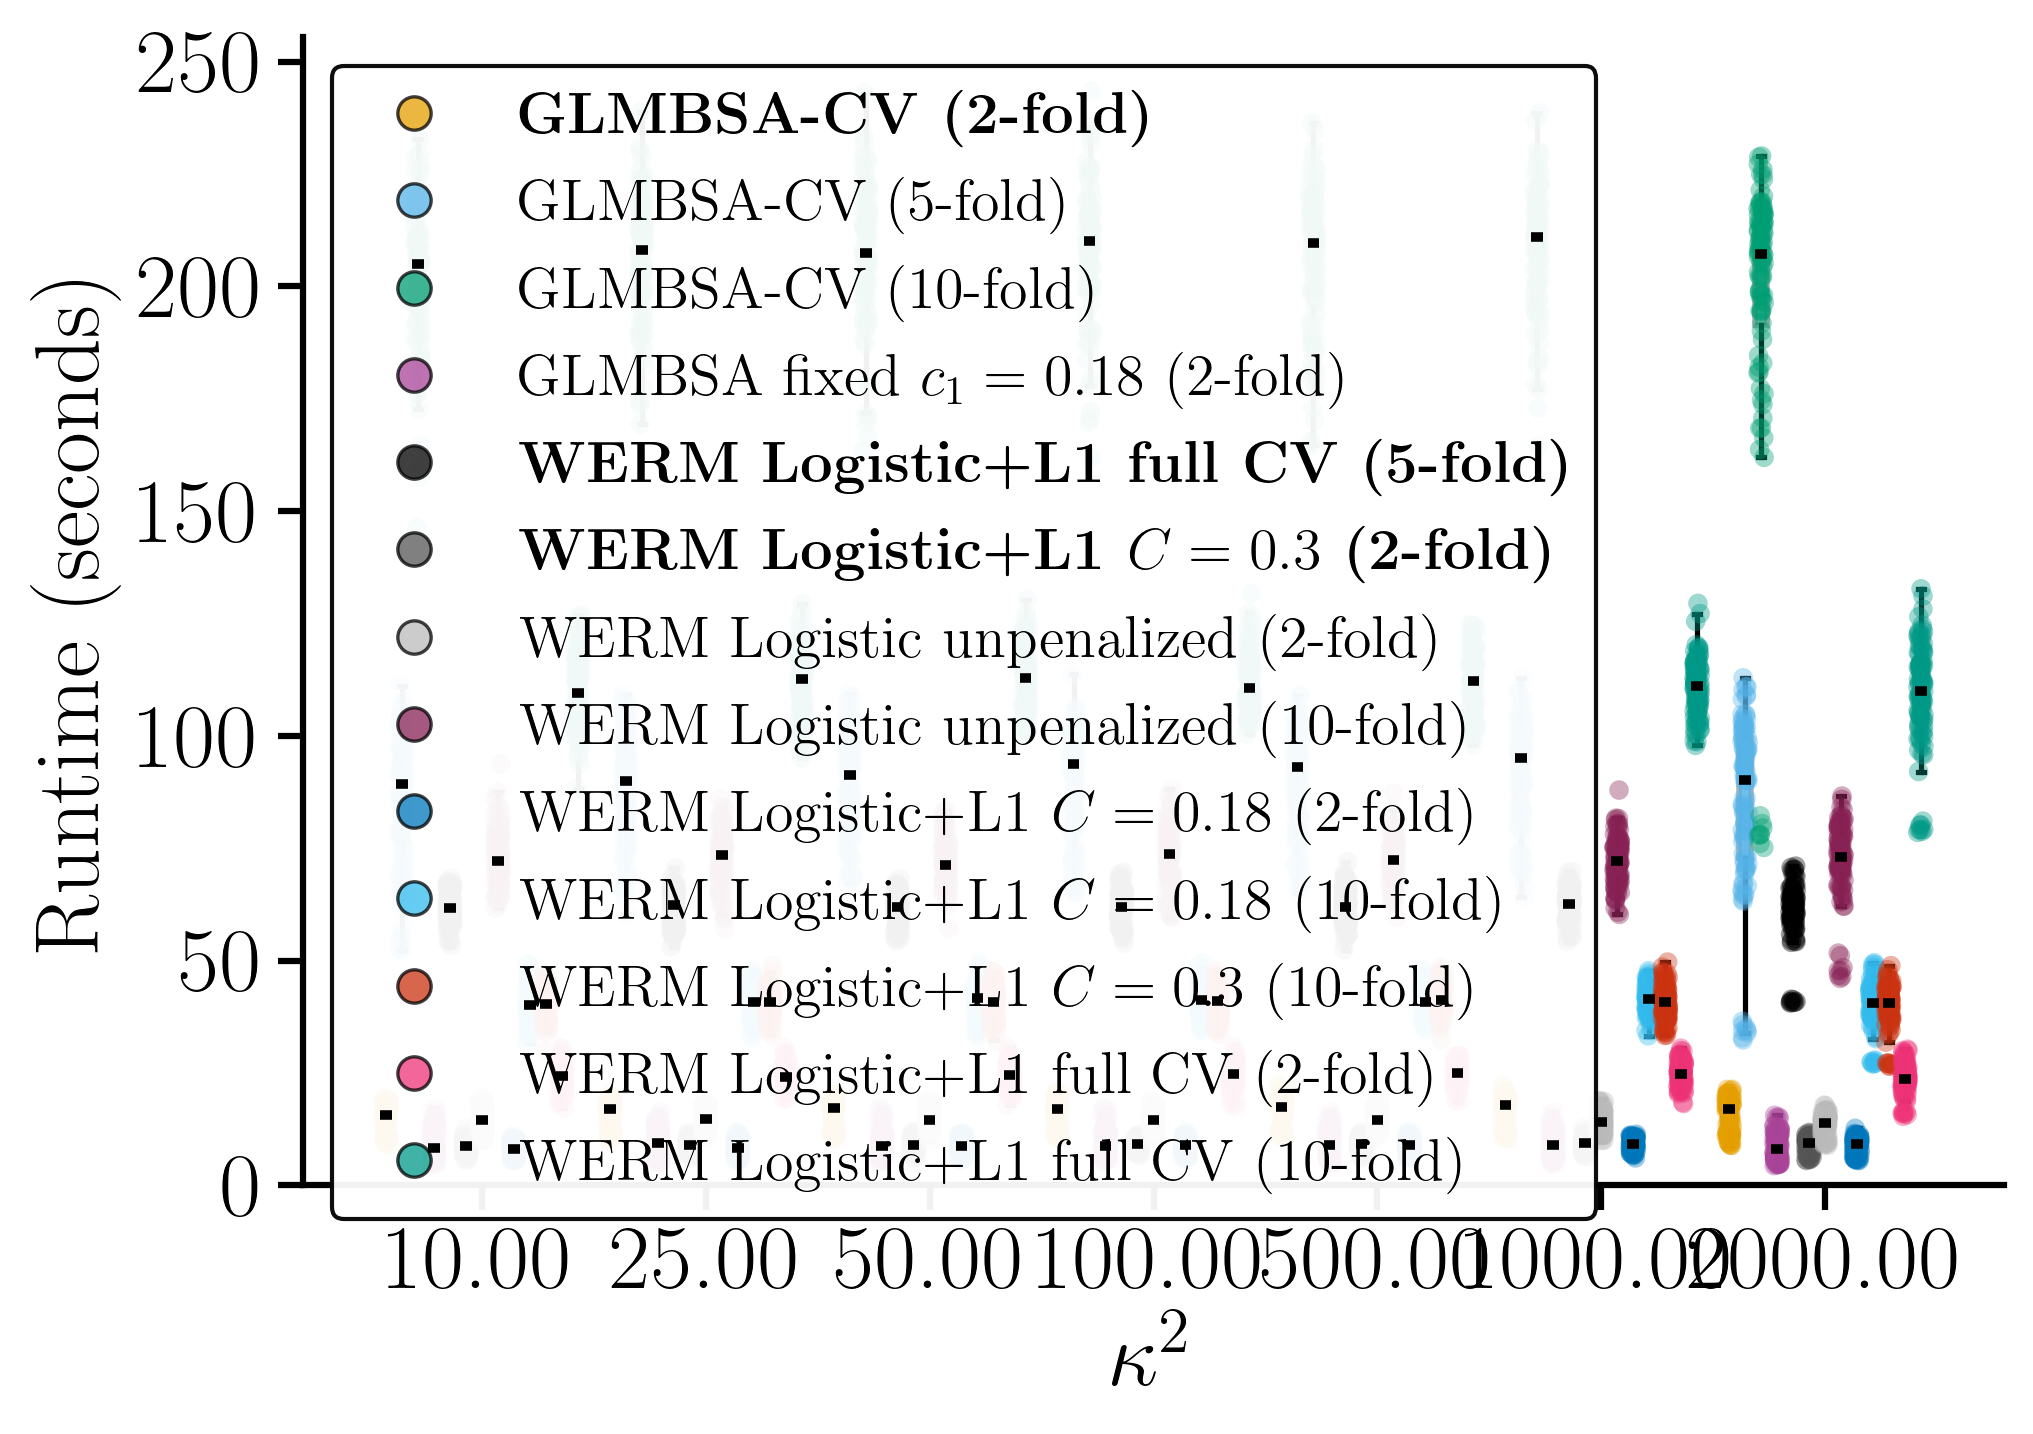 250
200
150
100
50
0
Runtime (seconds)
GLMBSA-CV (2-fold)
GLMBSA-CV (5-fold)
GLMBSA-CV (10-fold)
GLMBSA fixed c₁ = 0.18 (2-fold)
WERM Logistic+L1 full CV (5-fold)
WERM Logistic+L1 C = 0.3 (2-fold)
WERM Logistic unpenalized (2-fold)
WERM Logistic unpenalized (10-fold)
WERM Logistic+L1 C = 0.18 (2-fold)
WERM Logistic+L1 C = 0.18 (10-fold)
WERM Logistic+L1 C = 0.3 (10-fold)
WERM Logistic+L1 full CV (2-fold)
WERM Logistic+L1 full CV (10-fold)
10.00 25.00 50.00 100.00 500.00 1000.00 2000.00
κ²